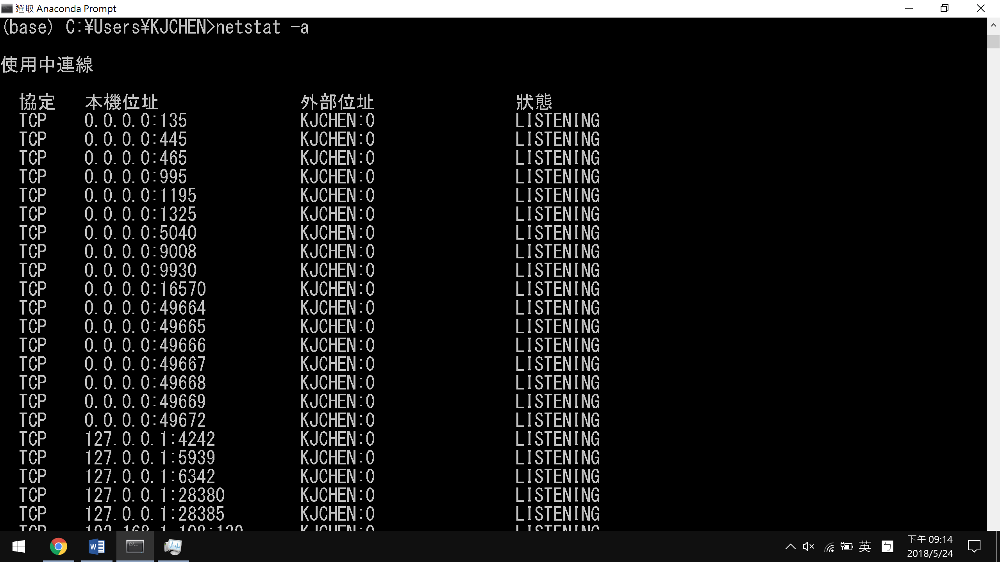 選取 Anaconda Prompt
(base) C:¥Users¥KJCHEN>netstat -a
使用中連線
協定 本機位址 外部位址 狀態
TCP 0.0.0.0:135 KJCHEN:0 LISTENING
TCP 0.0.0.0:445 KJCHEN:0 LISTENING
TCP 0.0.0.0:465 KJCHEN:0 LISTENING
TCP 0.0.0.0:995 KJCHEN:0 LISTENING
TCP 0.0.0.0:1195 KJCHEN:0 LISTENING
TCP 0.0.0.0:1325 KJCHEN:0 LISTENING
TCP 0.0.0.0:5040 KJCHEN:0 LISTENING
TCP 0.0.0.0:9008 KJCHEN:0 LISTENING
TCP 0.0.0.0:9930 KJCHEN:0 LISTENING
TCP 0.0.0.0:16570 KJCHEN:0 LISTENING
TCP 0.0.0.0:49664 KJCHEN:0 LISTENING
TCP 0.0.0.0:49665 KJCHEN:0 LISTENING
TCP 0.0.0.0:49666 KJCHEN:0 LISTENING
TCP 0.0.0.0:49667 KJCHEN:0 LISTENING
TCP 0.0.0.0:49668 KJCHEN:0 LISTENING
TCP 0.0.0.0:49669 KJCHEN:0 LISTENING
TCP 0.0.0.0:49672 KJCHEN:0 LISTENING
TCP 127.0.0.1:4242 KJCHEN:0 LISTENING
TCP 127.0.0.1:5939 KJCHEN:0 LISTENING
TCP 127.0.0.1:6342 KJCHEN:0 LISTENING
TCP 127.0.0.1:28380 KJCHEN:0 LISTENING
TCP 127.0.0.1:28385 KJCHEN:0 LISTENING
TCP KJCHEN:0 LISTENING
英 ㄅ 下午 09:14
2018/5/24